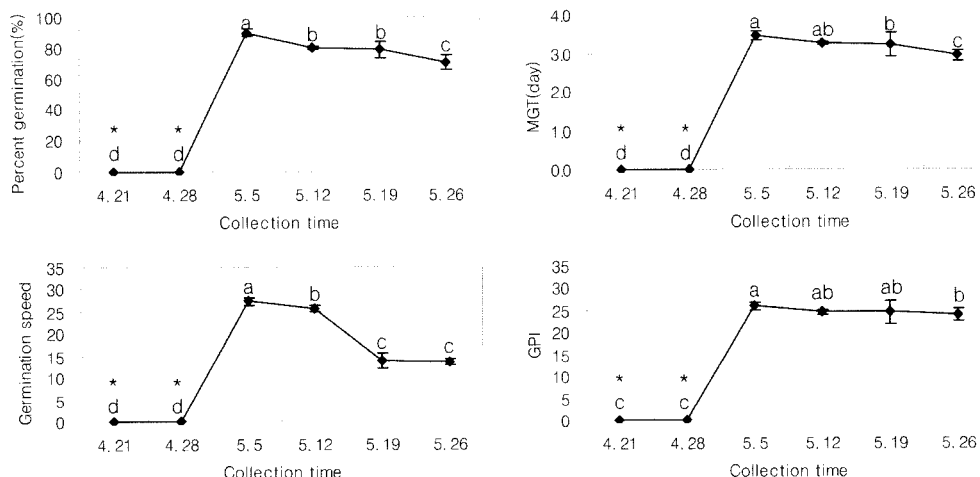 Percent germination(%)
100
80
60
40
20
0
a
b
b
c
*
*
d
d
4.21
4.28
5.5
5.12
5.19
5.26
Collection time
MGT(day)
4.0
3.0
2.0
1.0
0.0
a
ab
b
c
*
*
d
d
4.21
4.28
5.5
5.12
5.19
5.26
Collection time
Germination speed
35
30
25
20
15
10
5
0
a
b
c
c
*
*
d
d
4.21
4.28
5.5
5.12
5.19
5.26
Collection time
GPI
35
30
25
20
15
10
5
0
a
ab
ab
b
*
*
c
c
4.21
4.28
5.5
5.12
5.19
5.26
Collection time